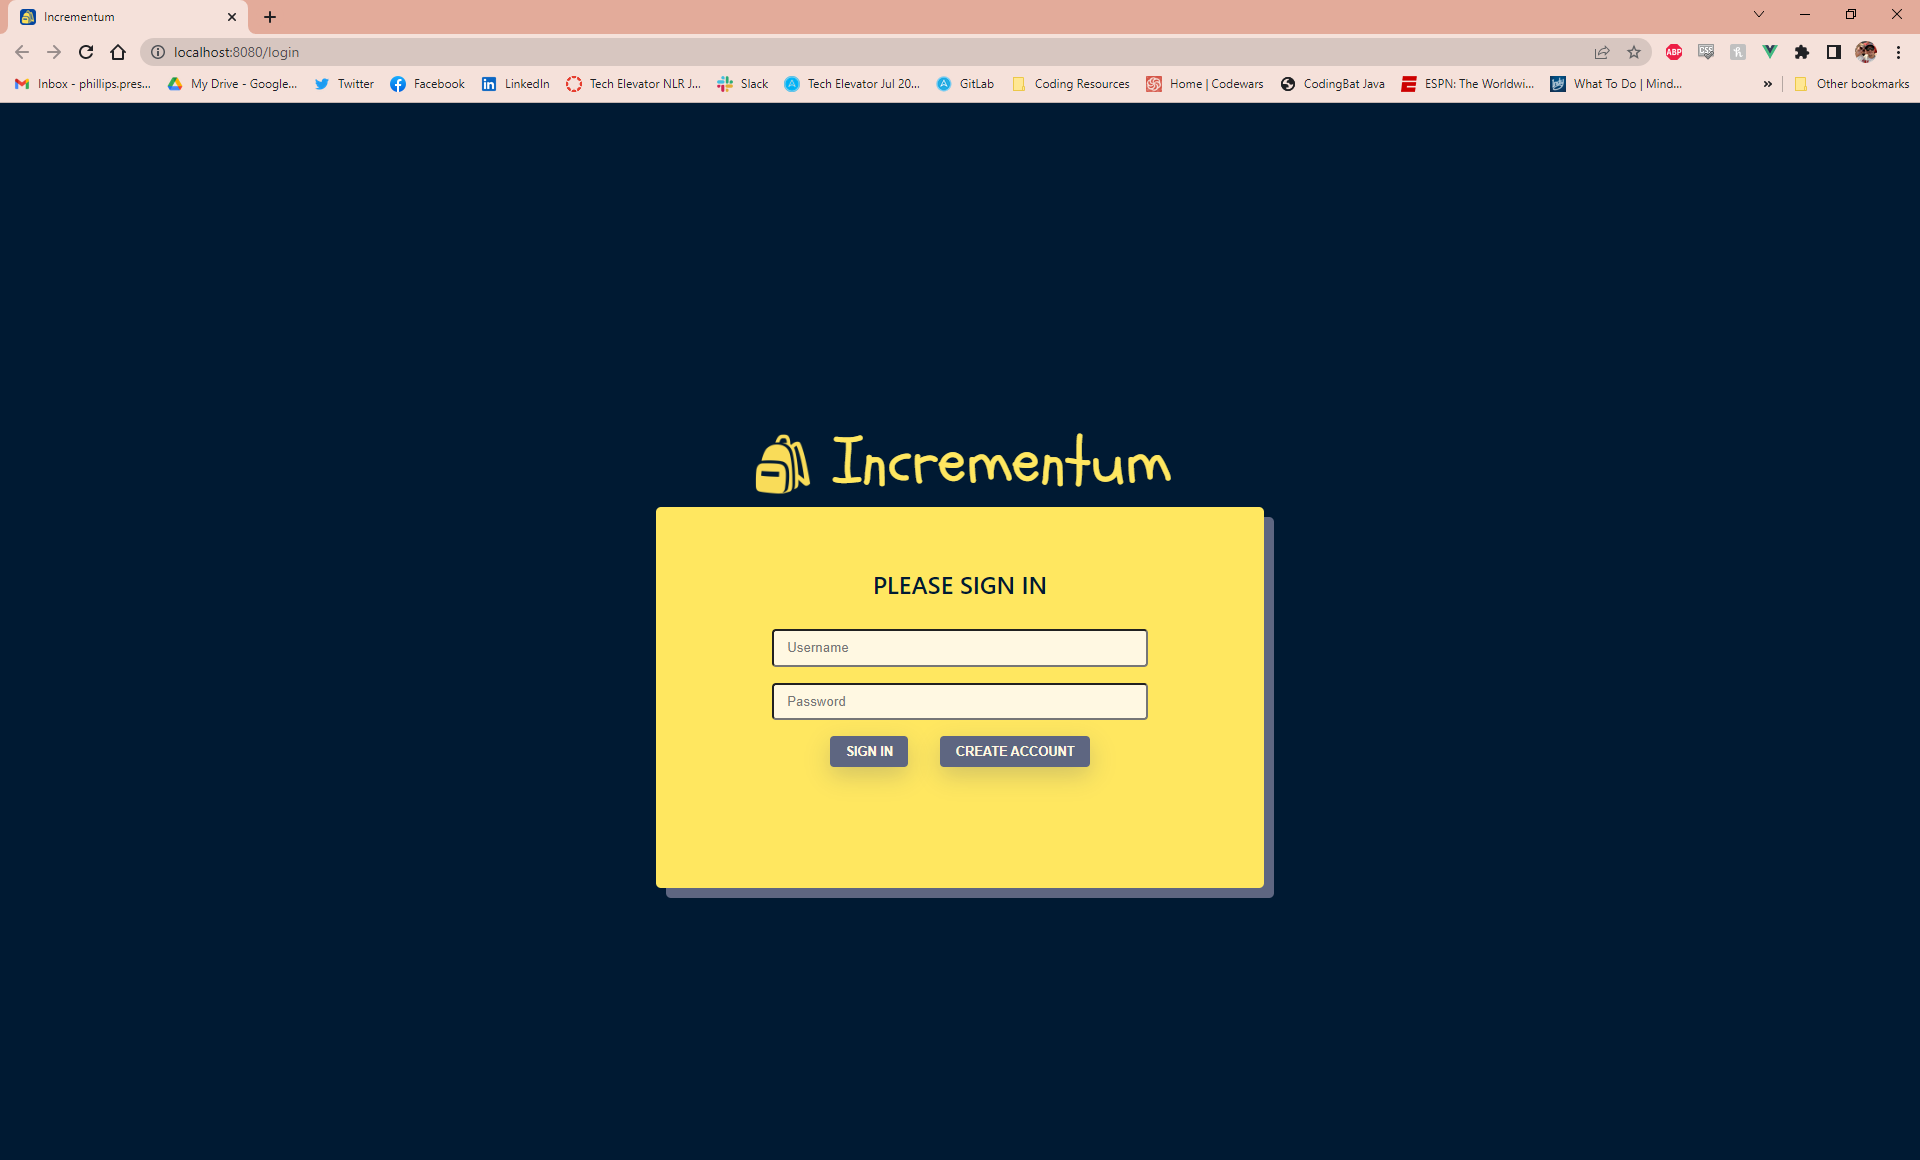 Incrementum
localhost:8080/login
ABP
CSS
Inbox - phillips.pres...
My Drive - Google...
Twitter
Facebook
LinkedIn
Tech Elevator NLR J...
Slack
Tech Elevator Jul 20...
GitLab
Coding Resources
Home | Codewars
CodingBat Java
ESPN: The Worldwi...
What To Do | Mind...
»
Other bookmarks
Incrementum
PLEASE SIGN IN
Username
Password
SIGN IN
CREATE ACCOUNT